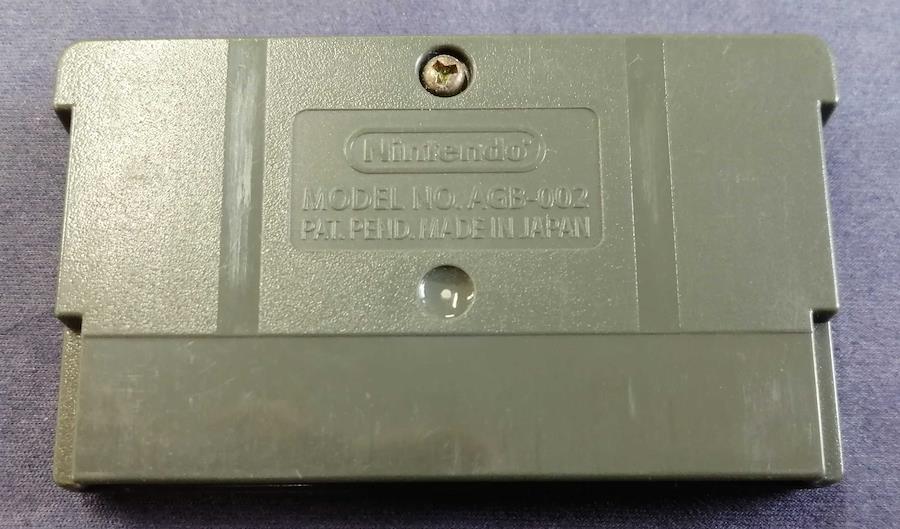 Nintendo®
MODEL NO. AGB-002
PAT. PEND. MADE IN JAPAN